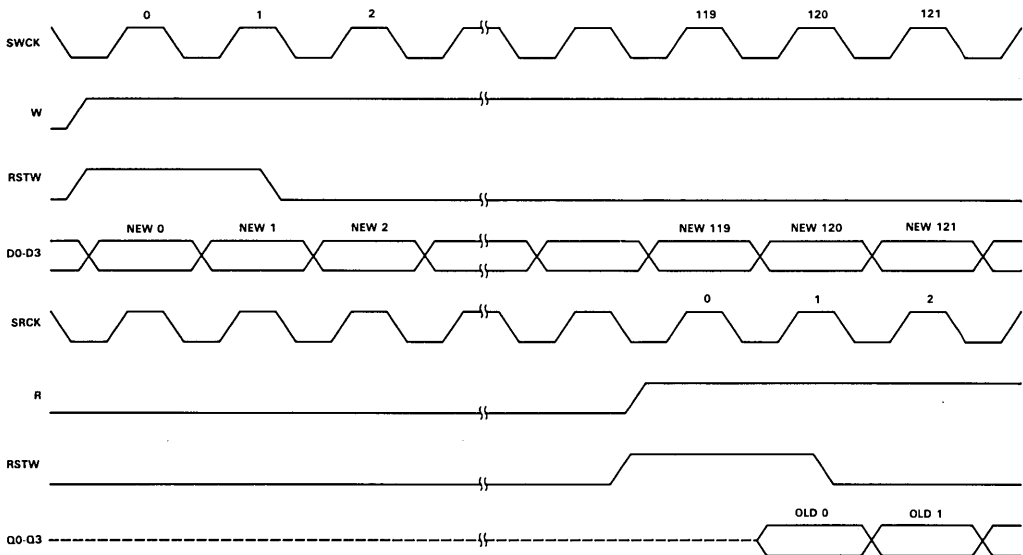 0 1 2 119 120 121
SWCK
W
RSTW
NEW 0 NEW 1 NEW 2 NEW 119 NEW 120 NEW 121
D0-D3
0 1 2
SRCK
R
RSTW
OLD 0 OLD 1
Q0-Q3